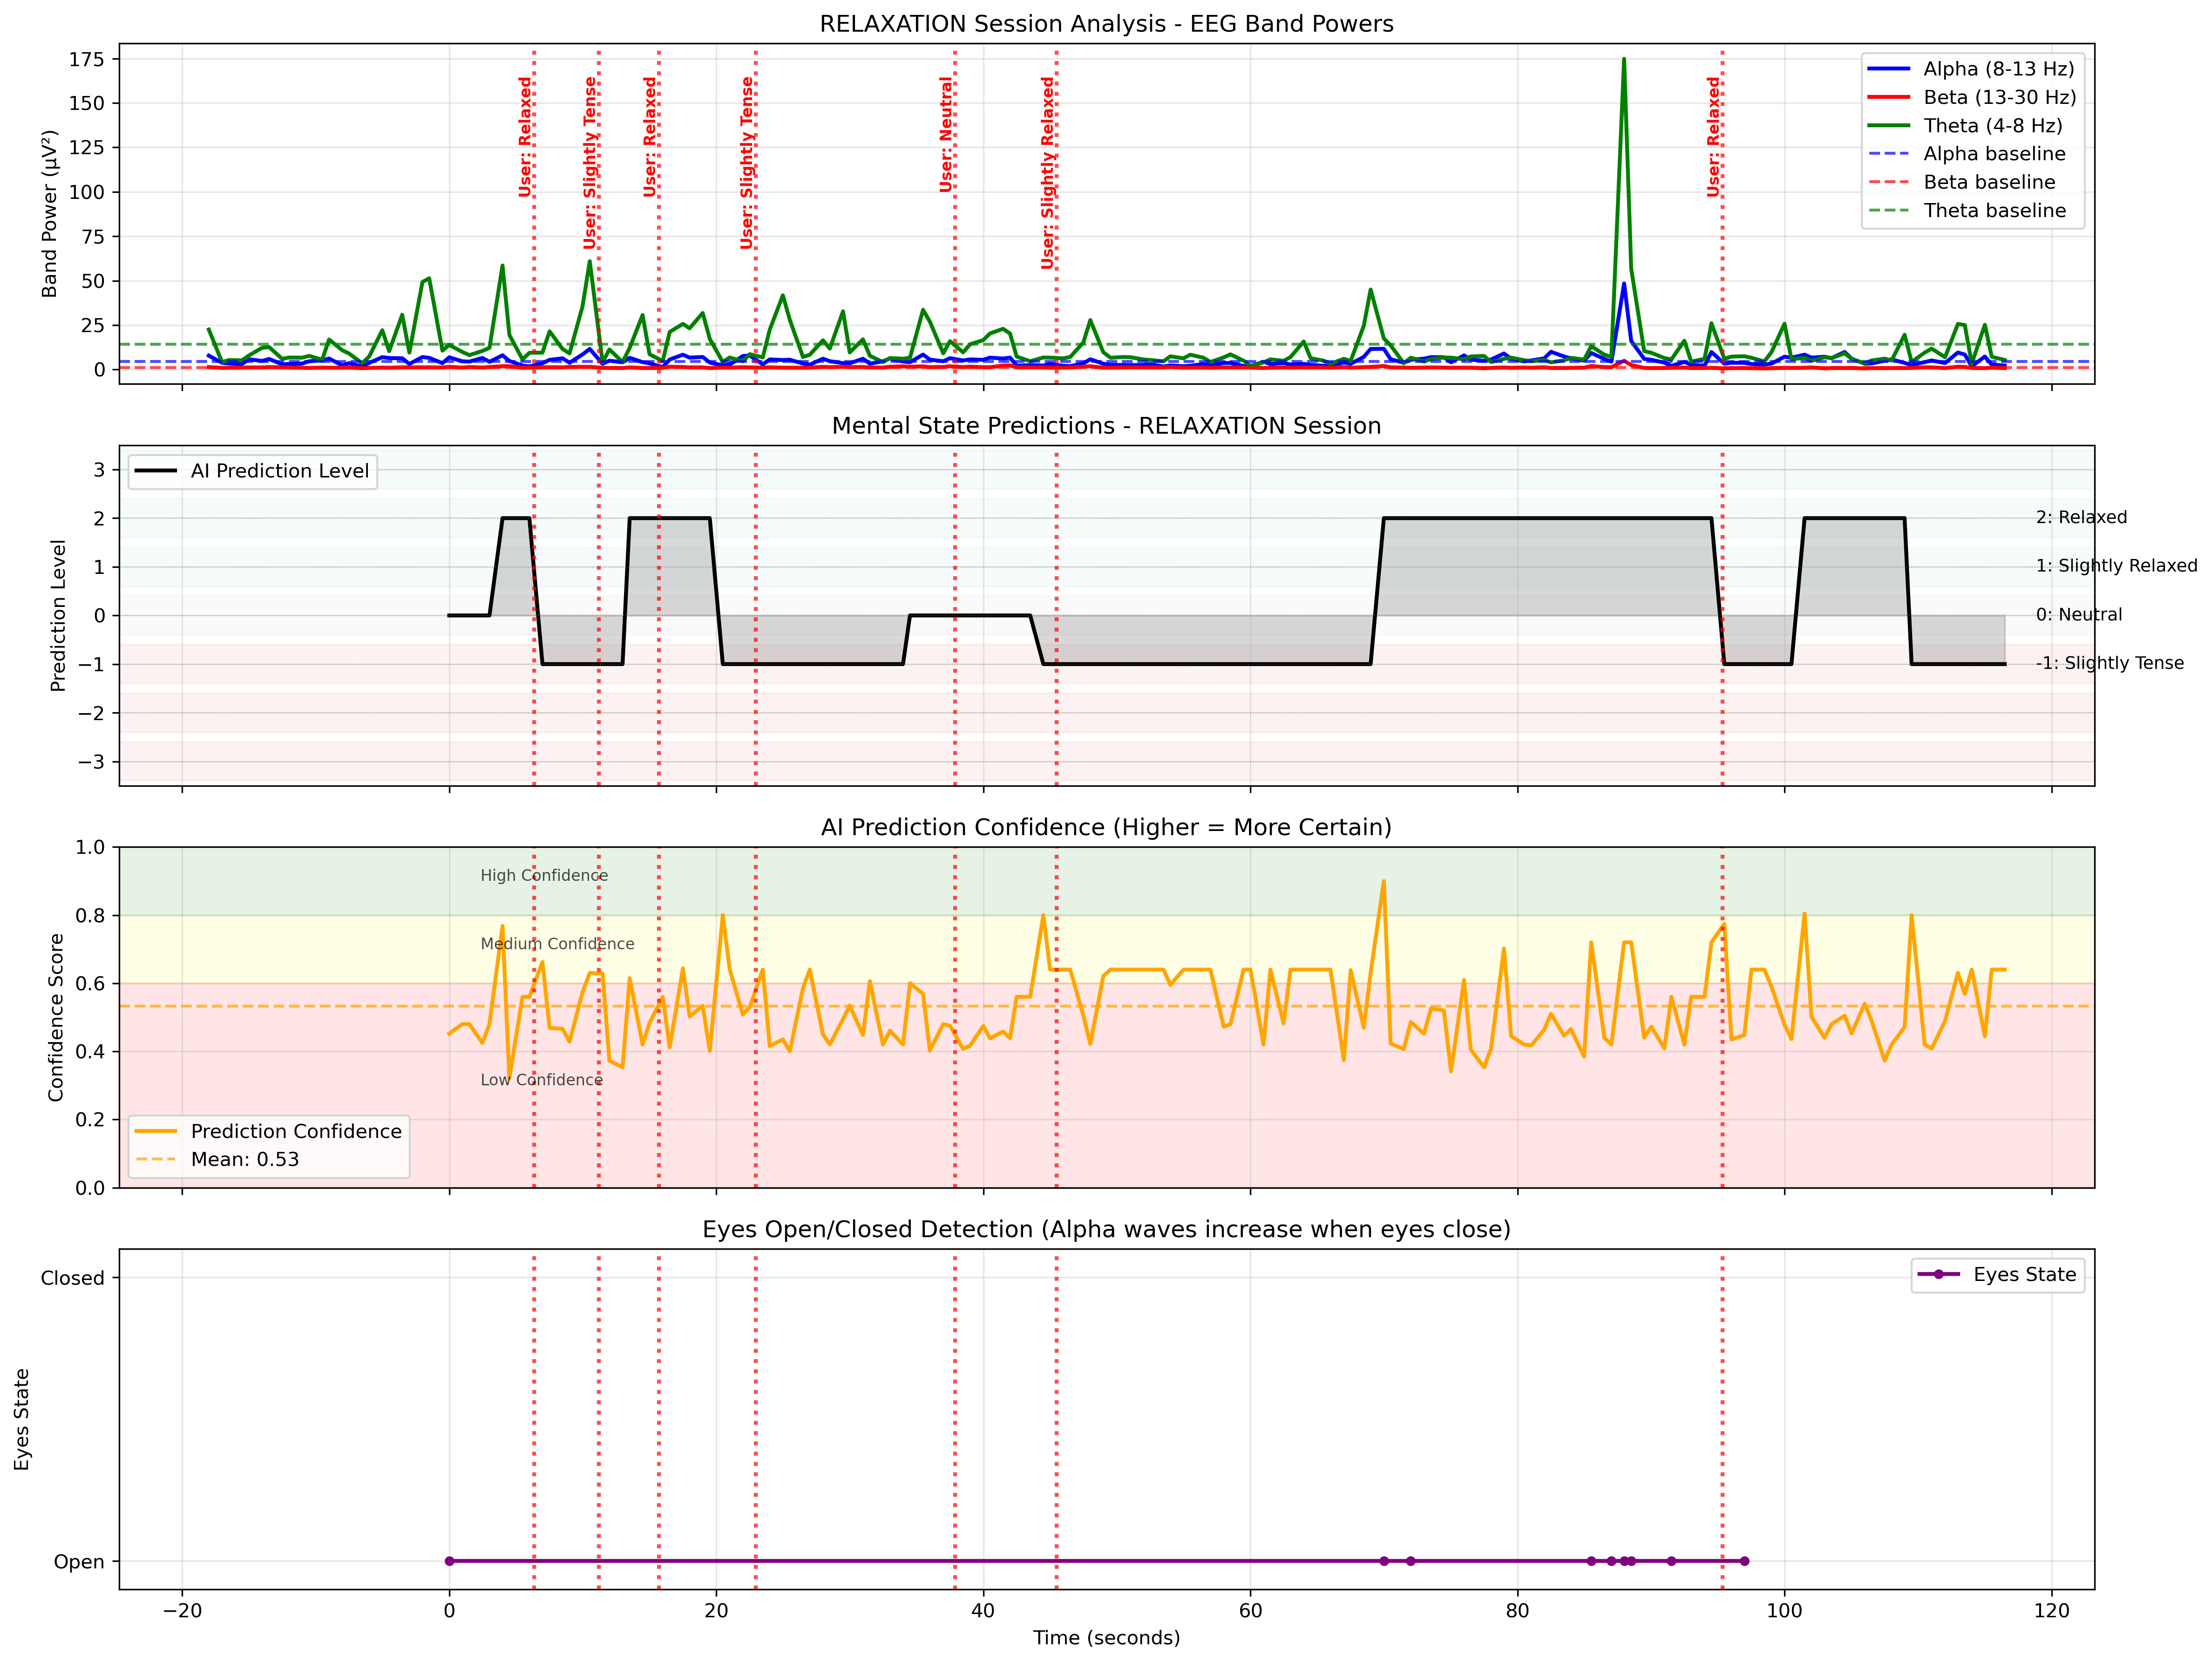 RELAXATION Session Analysis - EEG Band Powers
Band Power (µV²)
175
150
125
100
75
50
25
0
User: Relaxed
User: Slightly Tense
User: Relaxed
User: Slightly Tense
User: Neutral
User: Slightly Relaxed
User: Relaxed
Alpha (8-13 Hz)
Beta (13-30 Hz)
Theta (4-8 Hz)
Alpha baseline
Beta baseline
Theta baseline
Mental State Predictions - RELAXATION Session
Prediction Level
3
2
1
0
−1
−2
−3
AI Prediction Level
2: Relaxed
1: Slightly Relaxed
0: Neutral
-1: Slightly Tense
AI Prediction Confidence (Higher = More Certain)
Confidence Score
1.0
0.8
0.6
0.4
0.2
0.0
High Confidence
Medium Confidence
Low Confidence
Prediction Confidence
Mean: 0.53
Eyes Open/Closed Detection (Alpha waves increase when eyes close)
Eyes State
Closed
Open
Eyes State
−20
0
20
40
60
80
100
120
Time (seconds)